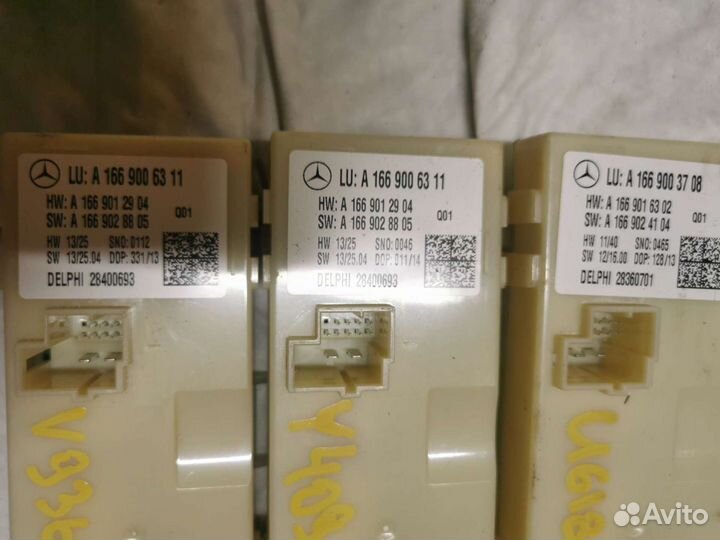 LU: A 166 900 63 11
HW: A 166 901 29 04
SW: A 166 902 88 05
Q01
HW 13/25 SNO:0112
SW 13/25.04 DOP: 331/13
DELPHI 28400693
LU: A 166 900 63 11
HW: A 166 901 29 04
SW: A 166 902 88 05
Q01
HW 13/25 SNO:0046
SW 13/25.04 DOP: 011/14
DELPHI 28400693
LU: A 166 900 37 08
HW: A 166 901 63 02
SW: A 166 902 41 04
Q01
HW 11/40 SNO:0465
SW 12/16.00 DOP: 128/13
DELPHI 28360701
V936
Y409
U618
Avito